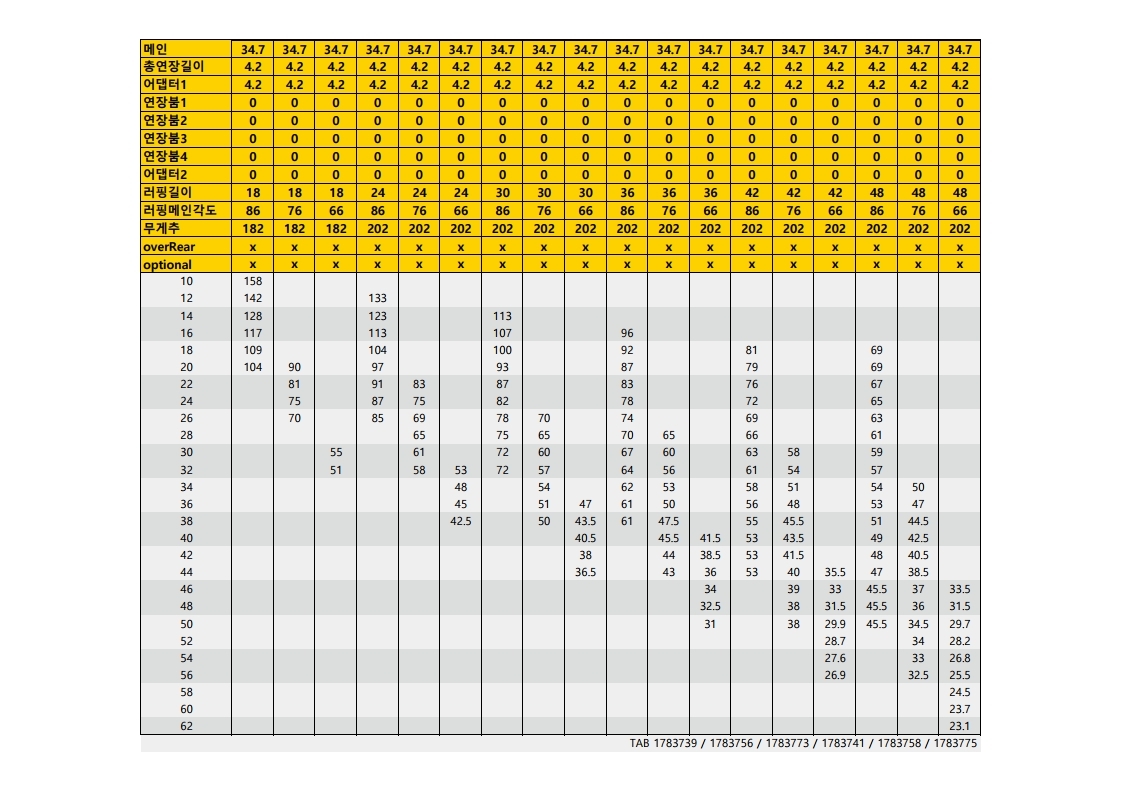 메인 34.7 34.7 34.7 34.7 34.7 34.7 34.7 34.7 34.7 34.7 34.7 34.7 34.7 34.7 34.7 34.7 34.7 34.7
총연장길이 4.2 4.2 4.2 4.2 4.2 4.2 4.2 4.2 4.2 4.2 4.2 4.2 4.2 4.2 4.2 4.2 4.2 4.2
어댑터1 4.2 4.2 4.2 4.2 4.2 4.2 4.2 4.2 4.2 4.2 4.2 4.2 4.2 4.2 4.2 4.2 4.2 4.2
연장붐1 0 0 0 0 0 0 0 0 0 0 0 0 0 0 0 0 0 0
연장붐2 0 0 0 0 0 0 0 0 0 0 0 0 0 0 0 0 0 0
연장붐3 0 0 0 0 0 0 0 0 0 0 0 0 0 0 0 0 0 0
연장붐4 0 0 0 0 0 0 0 0 0 0 0 0 0 0 0 0 0 0
어댑터2 0 0 0 0 0 0 0 0 0 0 0 0 0 0 0 0 0 0
러핑길이 18 18 18 24 24 24 30 30 30 36 36 36 42 42 42 48 48 48
러핑메인각도 86 76 66 86 76 66 86 76 66 86 76 66 86 76 66 86 76 66
무게추 182 182 182 202 202 202 202 202 202 202 202 202 202 202 202 202 202 202
overRear x x x x x x x x x x x x x x x x x x
optional x x x x x x x x x x x x x x x x x x
10 158
12 142 133
14 128 123 113
16 117 113 107 96
18 109 104 100 92 81 69
20 104 90 97 93 87 79 69
22 81 91 83 87 83 76 67
24 75 87 75 82 78 72 65
26 70 85 69 78 70 74 69 63
28 65 75 65 70 65 66 61
30 55 61 72 60 67 60 63 58 59
32 51 58 53 72 57 64 56 61 54 57
34 48 54 62 53 58 51 54 50
36 45 51 47 61 50 56 48 53 47
38 42.5 50 43.5 61 47.5 55 45.5 51 44.5
40 40.5 45.5 41.5 53 43.5 49 42.5
42 38 44 38.5 53 41.5 48 40.5
44 36.5 43 36 53 40 35.5 47 38.5
46 34 39 33 45.5 37 33.5
48 32.5 38 31.5 45.5 36 31.5
50 31 38 29.9 45.5 34.5 29.7
52 28.7 34 28.2
54 27.6 33 26.8
56 26.9 32.5 25.5
58 24.5
60 23.7
62 23.1
TAB 1783739 / 1783756 / 1783773 / 1783741 / 1783758 / 1783775